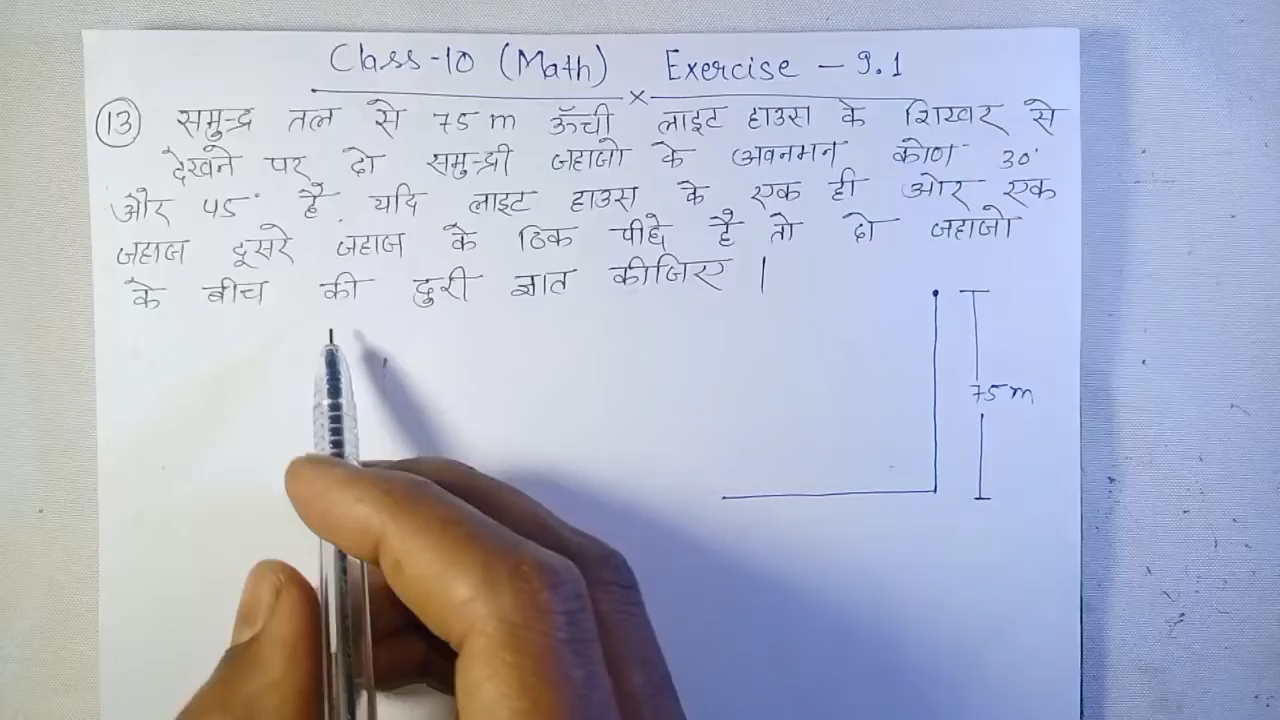 Class-10 (Math) Exercise - 9.1
(13) समुन्द्र तल से 75 m ऊँची लाइट हाउस के शिखर से
देखने पर दो समुन्द्री जहाजो के अवनमन कोण 30°
और 45° है यदि लाइट हाउस के एक ही ओर एक
जहाज दूसरे जहाज के ठिक पीछे है तो दो जहाजो
के बीच की दुरी ज्ञात कीजिए |
75 m